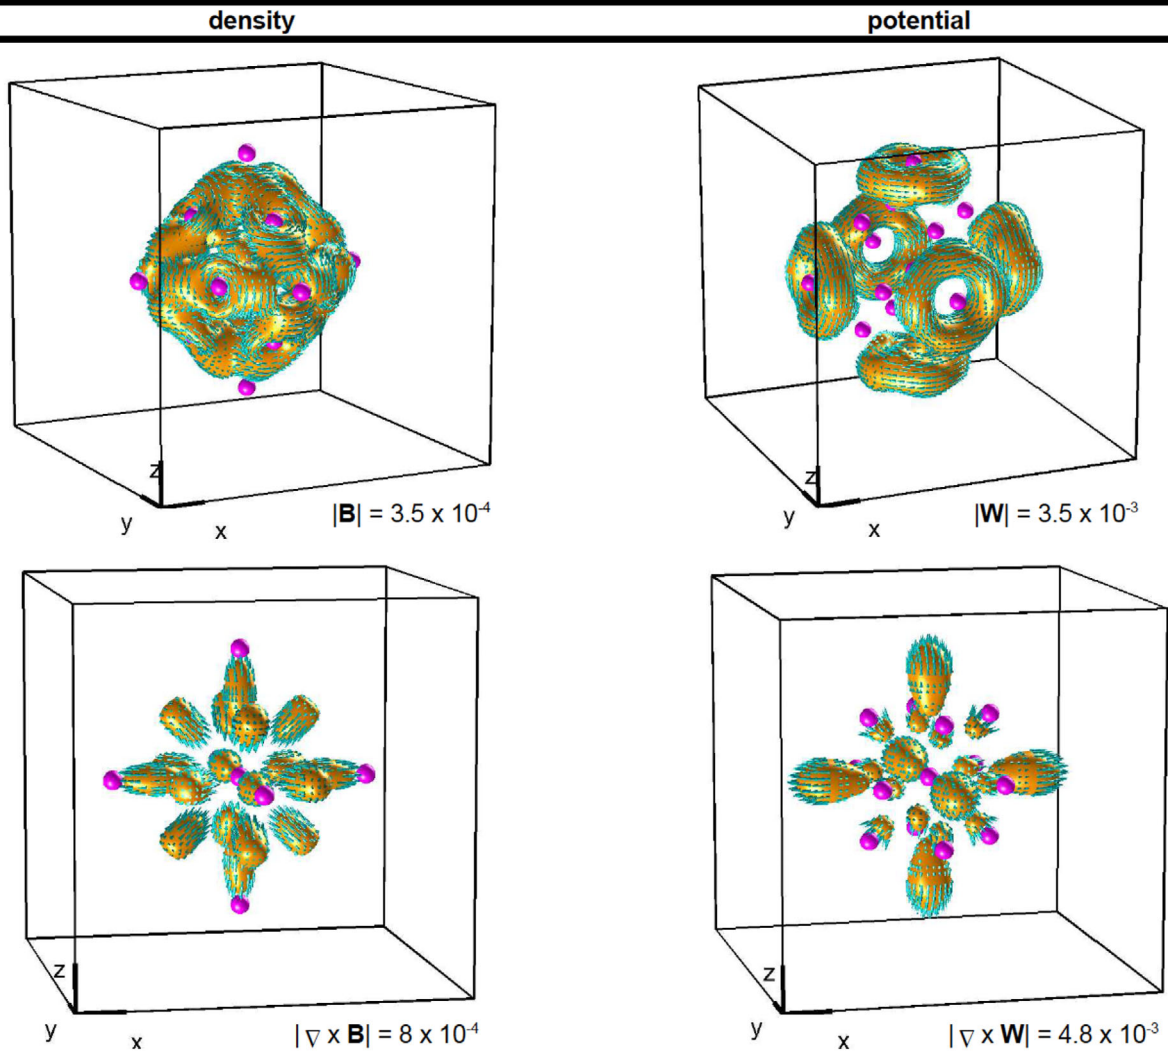 density potential
z z
y x |B| = 3.5 x 10⁻⁴ y x |W| = 3.5 x 10⁻³
z z
y x | ∇ x B| = 8 x 10⁻⁴ y x | ∇ x W| = 4.8 x 10⁻³